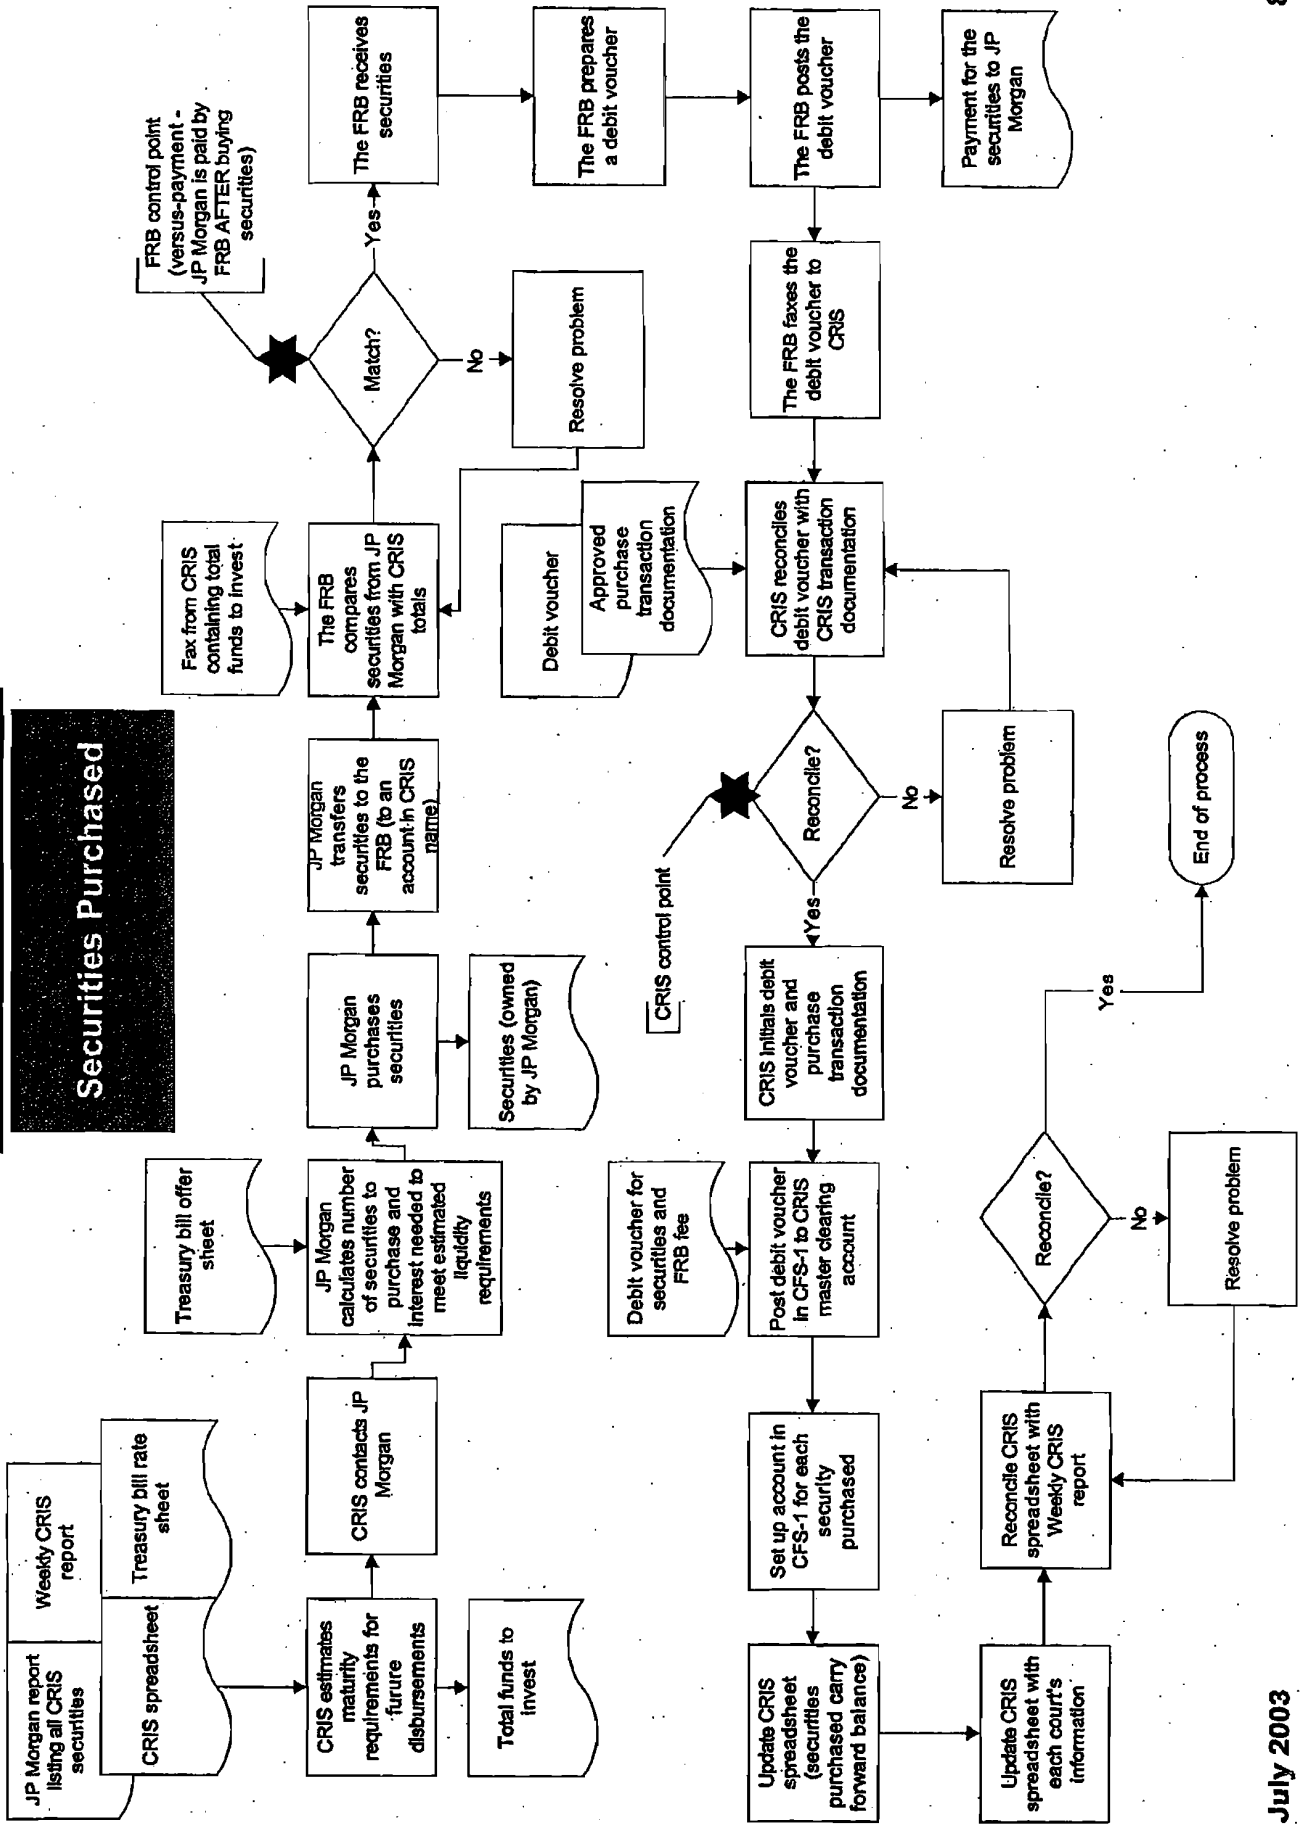 Securities Purchased
JP Morgan report
listing all CRIS
securities
Weekly CRIS
report
CRIS spreadsheet
Treasury bill rate
sheet
CRIS estimates
maturity
requirements for
furure
disbursements
Total funds to
invest
CRIS contacts JP
Morgan
Treasury bill offer
sheet
JP Morgan
calculates number
of securities to
purchase and
interest needed to
meet estimated
liquidity
requirements
JP Morgan
purchases
securities
Securities (owned
by JP Morgan)
JP Morgan
transfers
securities to the
FRB (to an
account in CRIS
name)
Fax from CRIS
containing total
funds to invest
The FRB
compares
securities from JP
Morgan with CRIS
totals
FRB control point
(versus-payment -
JP Morgan is paid by
FRB AFTER buying
securities)
Match?
Yes
No
Resolve problem
The FRB receives
securities
The FRB prepares
a debit voucher
The FRB posts the
debit voucher
Payment for the
securities to JP
Morgan
The FRB faxes the
debit voucher to
CRIS
Debit voucher
Approved
purchase
transaction
documentation
CRIS reconciles
debit voucher with
CRIS transaction
documentation
CRIS control point
Reconcile?
No
Resolve problem
Yes
CRIS initials debit
voucher and
purchase
transaction
documentation
Debit voucher for
securities and
FRB fee
Post debit voucher
in CFS-1 to CRIS
master clearing
account
Set up account in
CFS-1 for each
security
purchased
Update CRIS
spreadsheet
(securities
purchased carry
forward balance)
Update CRIS
spreadsheet with
each court's
information
Reconcile CRIS
spreadsheet with
Weekly CRIS
report
Reconcile?
No
Resolve problem
Yes
End of process
July 2003